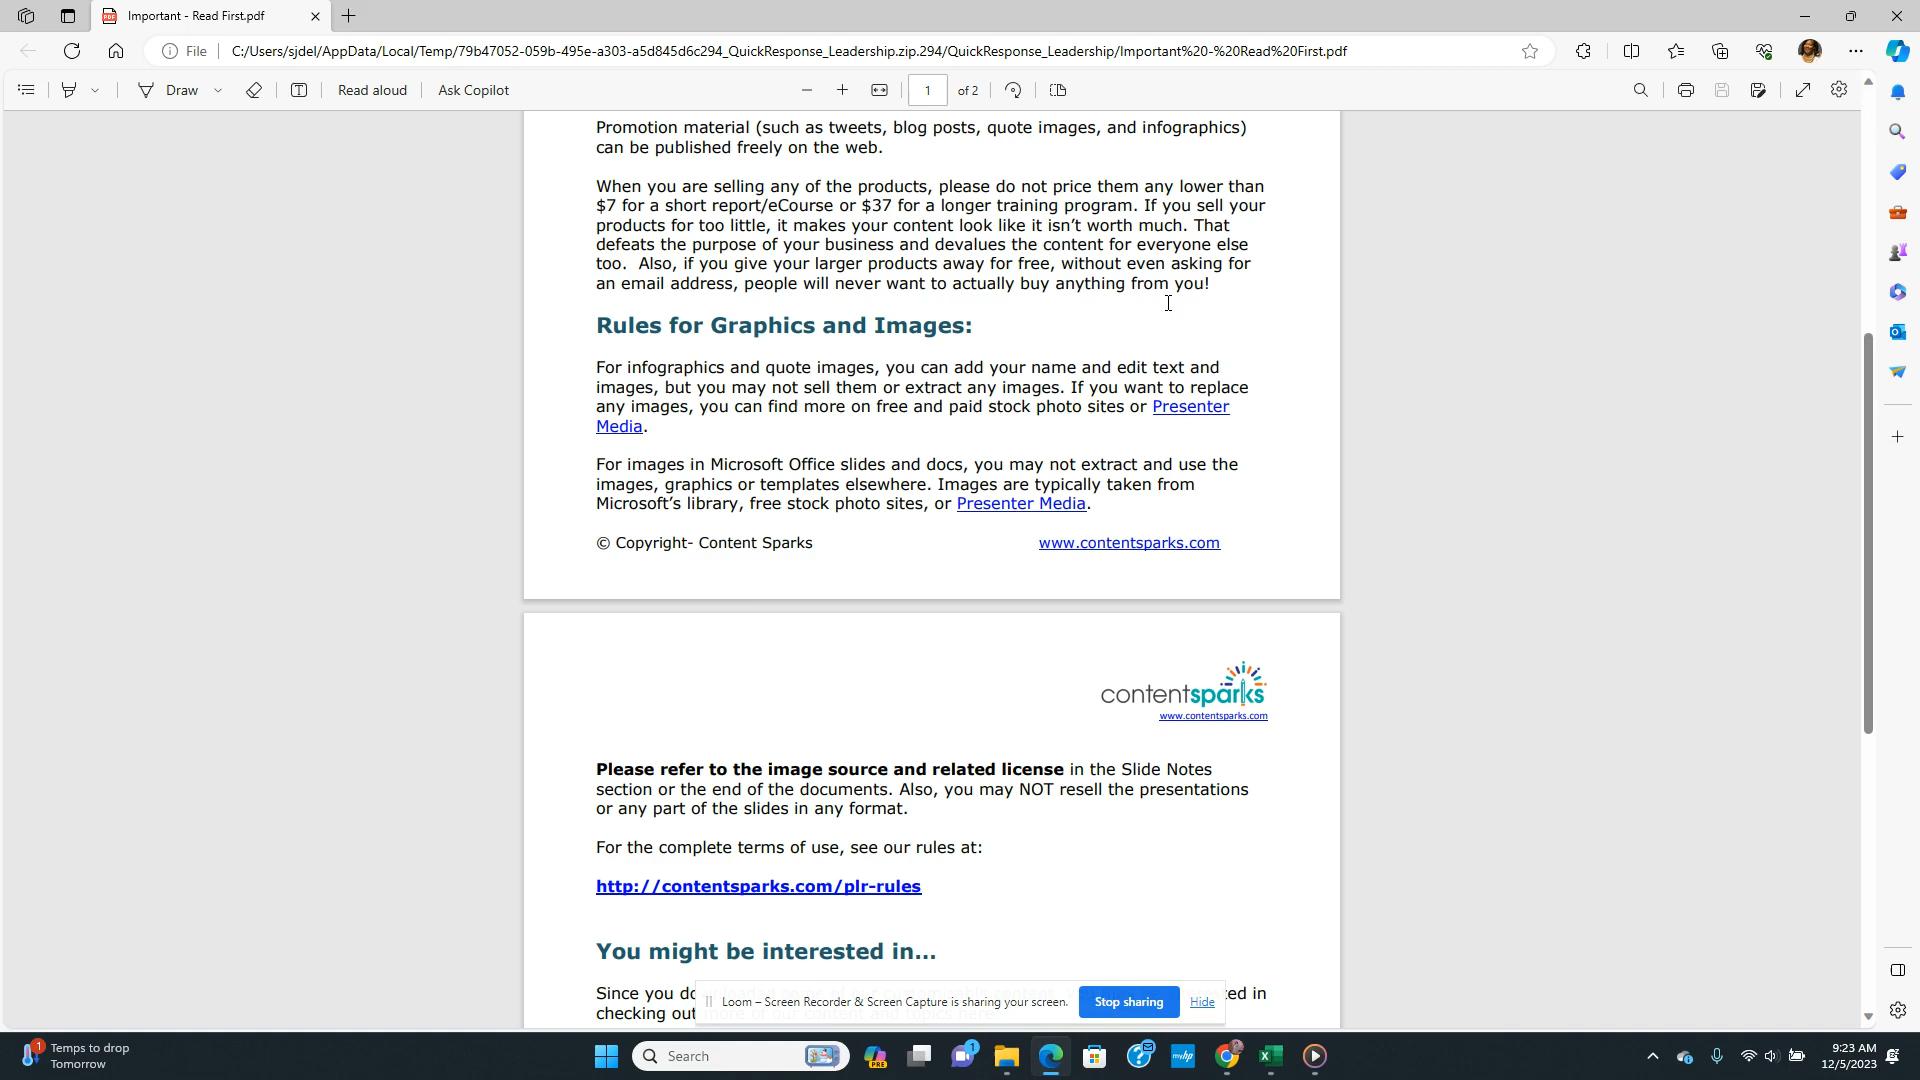 Important - Read First.pdf
File
C:/Users/sjdel/AppData/Local/Temp/79b47052-059b-495e-a303-a5d845d6c294_QuickResponse_Leadership.zip.294/QuickResponse_Leadership/Important%20-%20Read%20First.pdf
Draw
Read aloud
Ask Copilot
1 of 2
Promotion material (such as tweets, blog posts, quote images, and infographics)
can be published freely on the web.
When you are selling any of the products, please do not price them any lower than
$7 for a short report/eCourse or $37 for a longer training program. If you sell your
products for too little, it makes your content look like it isn't worth much. That
defeats the purpose of your business and devalues the content for everyone else
too.  Also, if you give your larger products away for free, without even asking for
an email address, people will never want to actually buy anything from you!
Rules for Graphics and Images:
For infographics and quote images, you can add your name and edit text and
images, but you may not sell them or extract any images. If you want to replace
any images, you can find more on free and paid stock photo sites or Presenter
Media.
For images in Microsoft Office slides and docs, you may not extract and use the
images, graphics or templates elsewhere. Images are typically taken from
Microsoft's library, free stock photo sites, or Presenter Media.
© Copyright- Content Sparks www.contentsparks.com
contentsparks
www.contentsparks.com
Please refer to the image source and related license in the Slide Notes
section or the end of the documents. Also, you may NOT resell the presentations
or any part of the slides in any format.
For the complete terms of use, see our rules at:
http://contentsparks.com/plr-rules
You might be interested in...
Since you do ted in
checking out
Loom – Screen Recorder & Screen Capture is sharing your screen. Stop sharing Hide
1 Temps to drop
Tomorrow
Search
PRE
1
myhp
9:23 AM
12/5/2023